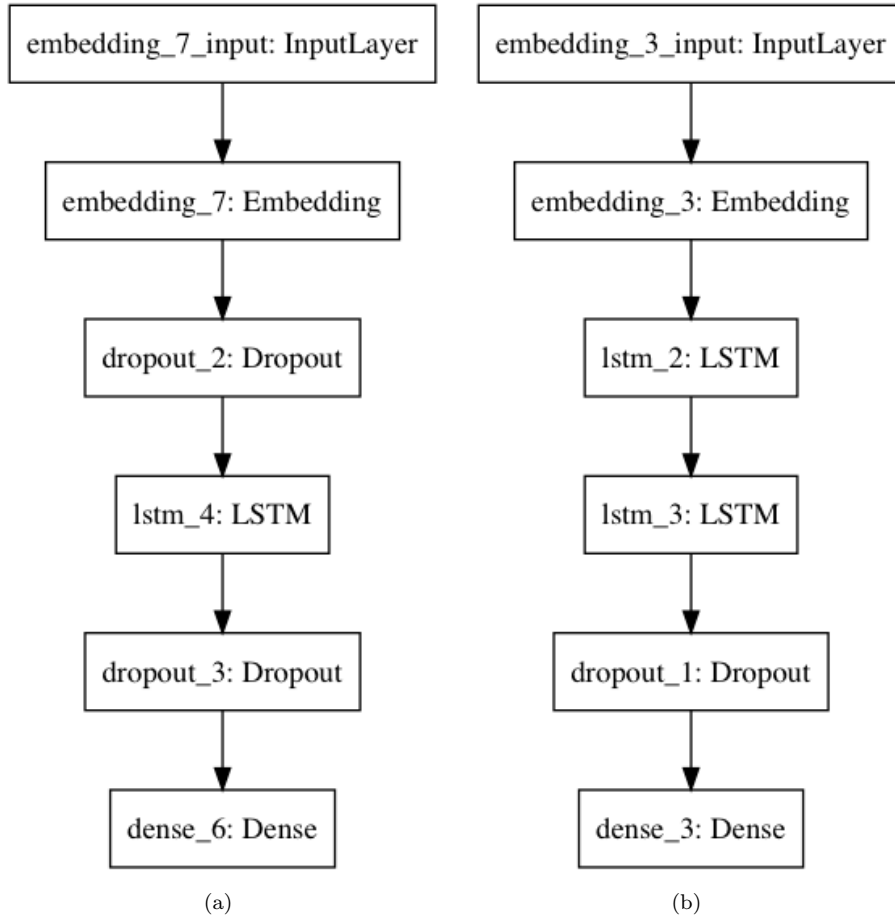 embedding_7_input: InputLayer
embedding_7: Embedding
dropout_2: Dropout
lstm_4: LSTM
dropout_3: Dropout
dense_6: Dense
(a)
embedding_3_input: InputLayer
embedding_3: Embedding
lstm_2: LSTM
lstm_3: LSTM
dropout_1: Dropout
dense_3: Dense
(b)